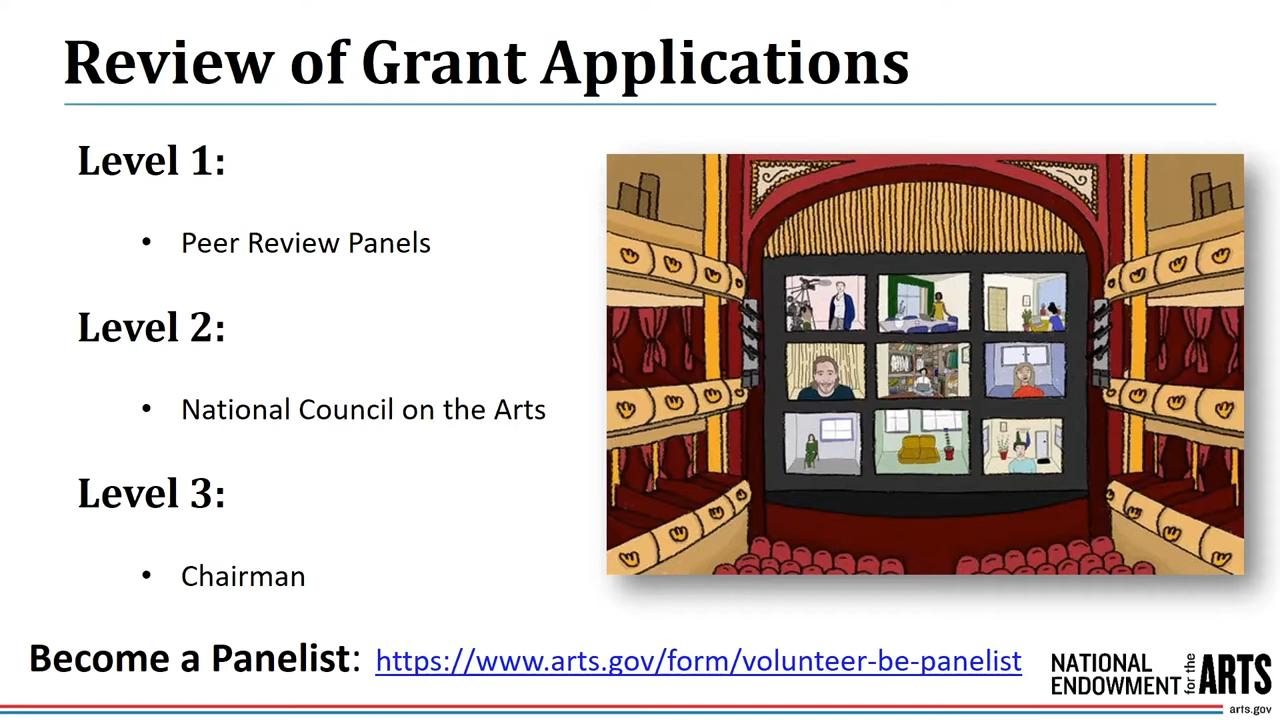 Review of Grant Applications
Level 1:
• Peer Review Panels
Level 2:
• National Council on the Arts
Level 3:
• Chairman
Become a Panelist: https://www.arts.gov/form/volunteer-be-panelist
NATIONAL
ENDOWMENT for the ARTS
arts.gov